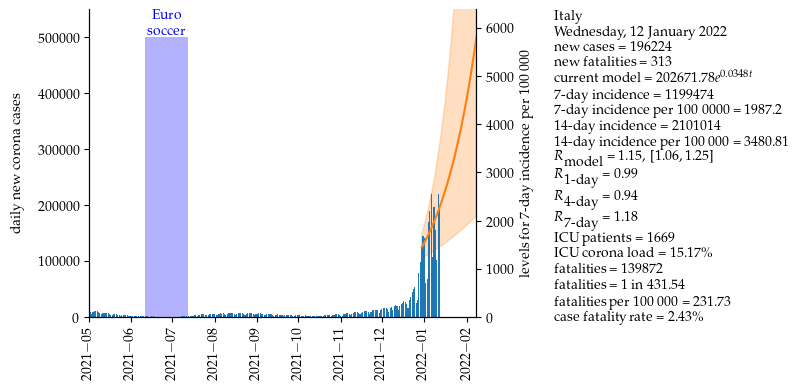 Euro
soccer
daily new corona cases
500000
400000
300000
200000
100000
0
6000
5000
4000
3000
2000
1000
0
levels for 7-day incidence per 100 000
2021−05
2021−06
2021−07
2021−08
2021−09
2021−10
2021−11
2021−12
2022−01
2022−02
Italy
Wednesday, 12 January 2022
new cases = 196224
new fatalities = 313
current model = 202671.78e^0.0348t
7-day incidence = 1199474
7-day incidence per 100 0000 = 1987.2
14-day incidence = 2101014
14-day incidence per 100 000 = 3480.81
R_model = 1.15, [1.06, 1.25]
R_1-day = 0.99
R_4-day = 0.94
R_7-day = 1.18
ICU patients = 1669
ICU corona load = 15.17%
fatalities = 139872
fatalities = 1 in 431.54
fatalities per 100 000 = 231.73
case fatality rate = 2.43%